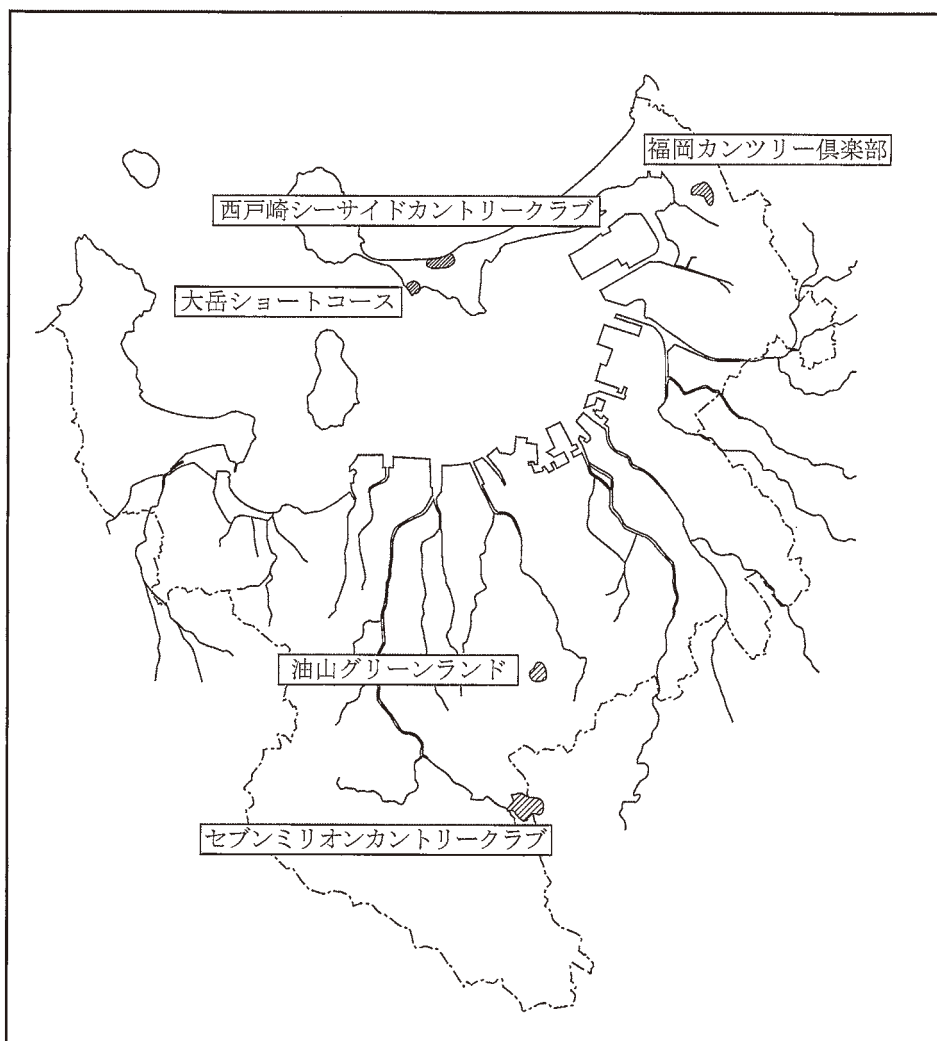 福岡カンツリー倶楽部
西戸崎シーサイドカントリークラブ
大岳ショートコース
油山グリーンランド
セブンミリオンカントリークラブ